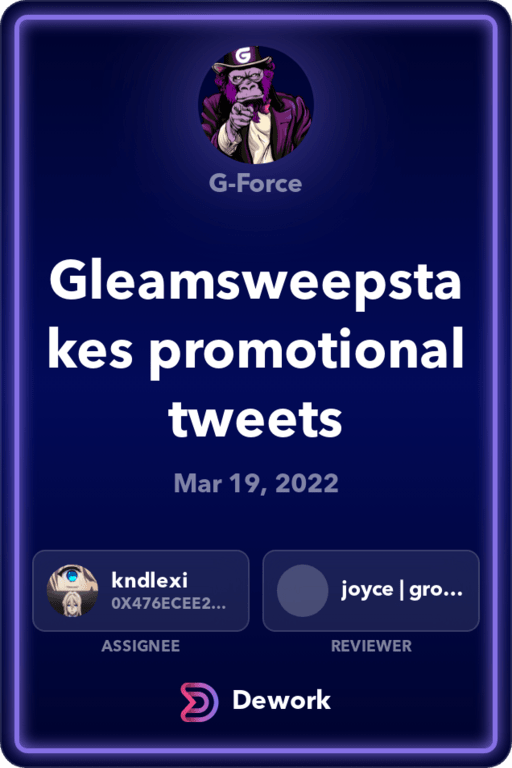 G
G-Force
Gleamsweepsta
kes promotional
tweets
Mar 19, 2022
kndlexi
0X476ECEE2...
joyce | gro...
ASSIGNEE
REVIEWER
Dework